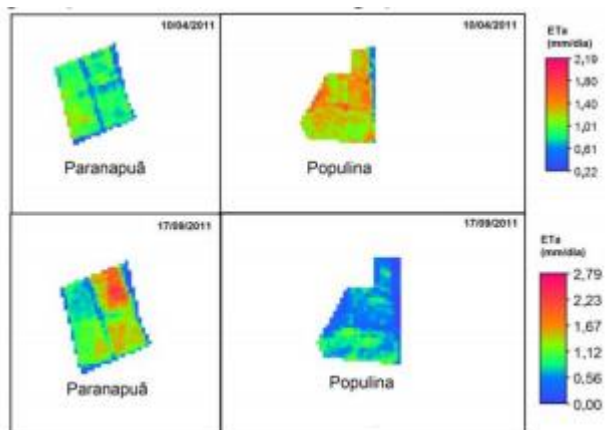 10/04/2011
Paranapuã
10/04/2011
Populina
ETa
(mm/dia)
2,19
1,80
1,40
1,01
0,61
0,22
17/09/2011
Paranapuã
17/09/2011
Populina
ETa
(mm/dia)
2,79
2,23
1,67
1,12
0,56
0,00